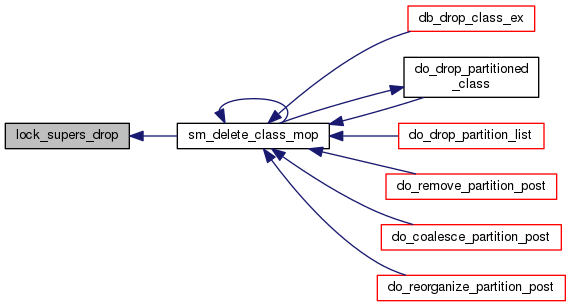 db_drop_class_ex
do_drop_partitioned
_class
lock_supers_drop
sm_delete_class_mop
do_drop_partition_list
do_remove_partition_post
do_coalesce_partition_post
do_reorganize_partition_post